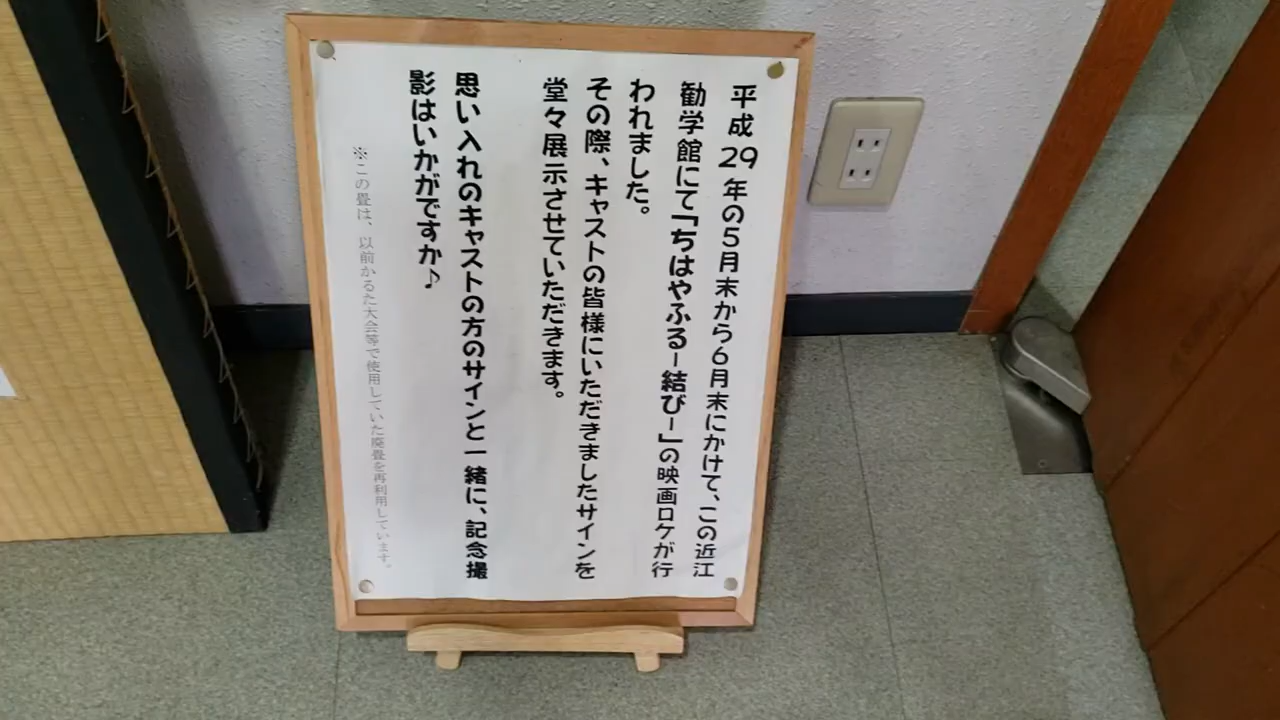 平成29年の5月末から6月末にかけて、この近江
勧学館にて「ちはやふる−結び−」の映画ロケが行
われました。
その際、キャストの皆様にいただきましたサインを
堂々展示させていただきます。
思い入れのキャストの方のサインと一緒に、記念撮
影はいかがですか♪
※この畳は、以前かるた大会等で使用していた廃畳を再利用しています。